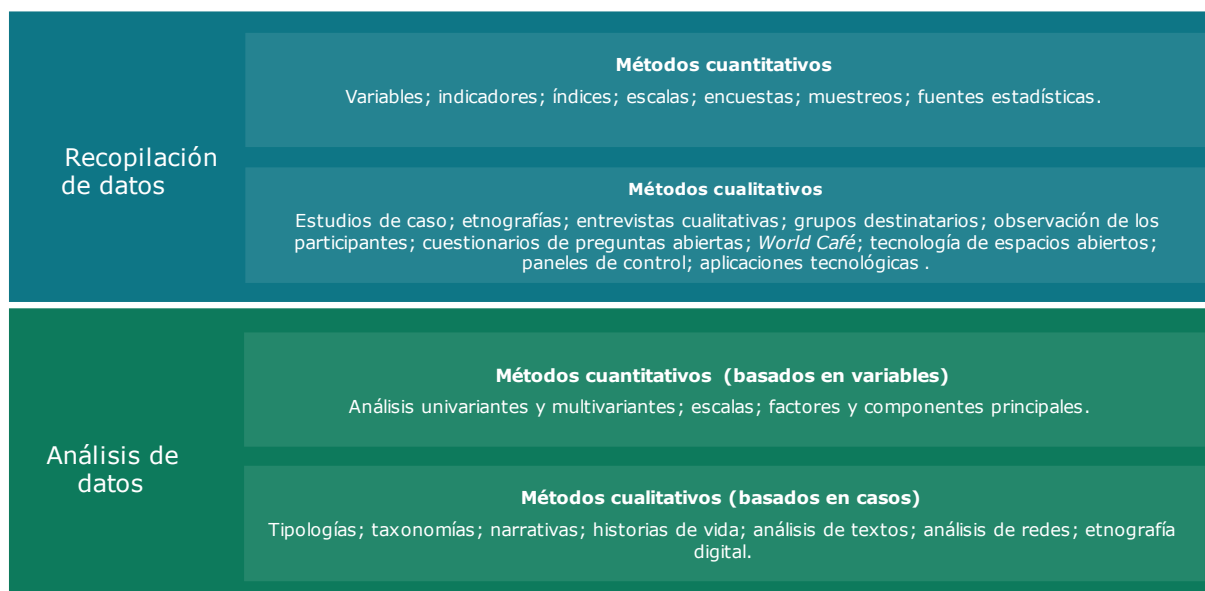 Recopilación
de datos
Métodos cuantitativos
Variables; indicadores; índices; escalas; encuestas; muestreos; fuentes estadísticas.
Métodos cualitativos
Estudios de caso; etnografías; entrevistas cualitativas; grupos destinatarios; observación de los
participantes; cuestionarios de preguntas abiertas; World Café; tecnología de espacios abiertos;
paneles de control; aplicaciones tecnológicas .
Análisis de
datos
Métodos cuantitativos (basados en variables)
Análisis univariantes y multivariantes; escalas; factores y componentes principales.
Métodos cualitativos (basados en casos)
Tipologías; taxonomías; narrativas; historias de vida; análisis de textos; análisis de redes; etnografía
digital.